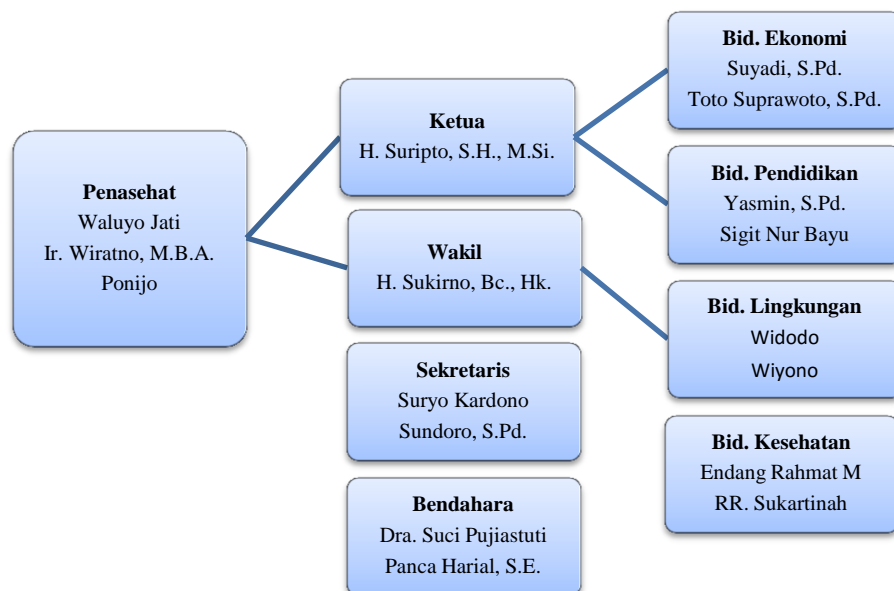 Penasehat
Waluyo Jati
Ir. Wiratno, M.B.A.
Ponijo
Ketua
H. Suripto, S.H., M.Si.
Wakil
H. Sukirno, Bc., Hk.
Sekretaris
Suryo Kardono
Sundoro, S.Pd.
Bendahara
Dra. Suci Pujiastuti
Panca Harial, S.E.
Bid. Ekonomi
Suyadi, S.Pd.
Toto Suprawoto, S.Pd.
Bid. Pendidikan
Yasmin, S.Pd.
Sigit Nur Bayu
Bid. Lingkungan
Widodo
Wiyono
Bid. Kesehatan
Endang Rahmat M
RR. Sukartinah